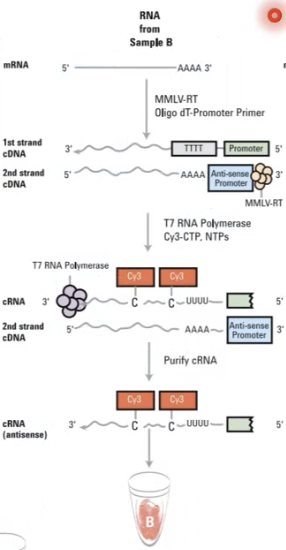 RNA
from
Sample B
mRNA 5' AAAA 3'
MMLV-RT
Oligo dT-Promoter Primer
1st strand
cDNA 3' TTTT Promoter 5'
2nd strand
cDNA 5' AAAA Anti-sense
Promoter 3'
MMLV-RT
T7 RNA Polymerase
Cy3-CTP, NTPs
T7 RNA Polymerase
Cy3 Cy3
cRNA 3' C C UUUU 5'
2nd strand
cDNA 5' AAAA Anti-sense
Promoter 3'
Purify cRNA
Cy3 Cy3
cRNA
(antisense) 3' C C UUUU 5'
B